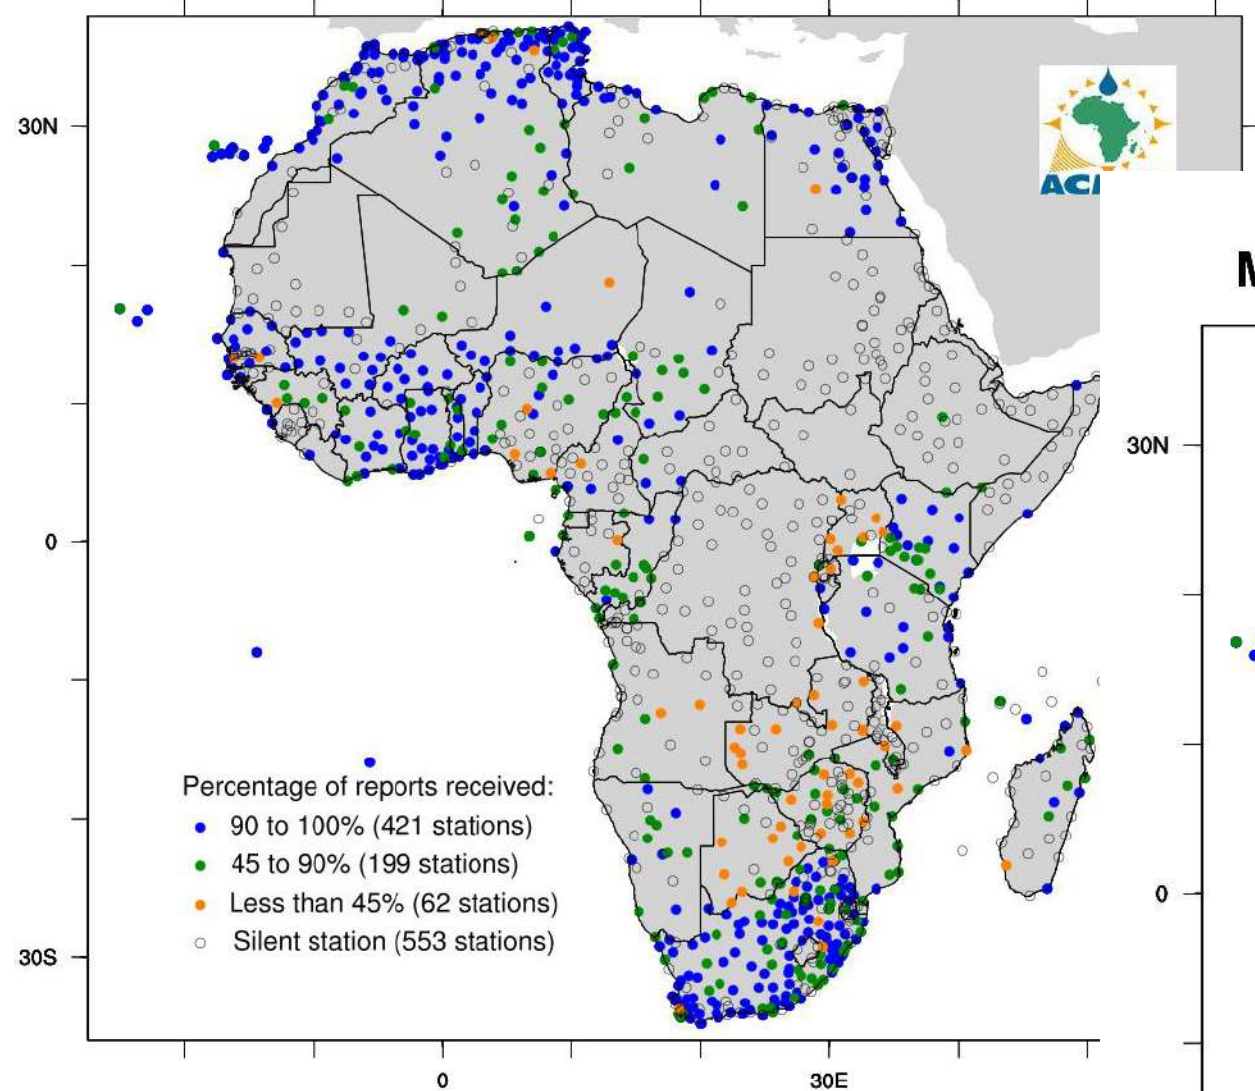 30N
0
30S
0
30E
Percentage of reports received:
90 to 100% (421 stations)
45 to 90% (199 stations)
Less than 45% (62 stations)
Silent station (553 stations)
30N
0